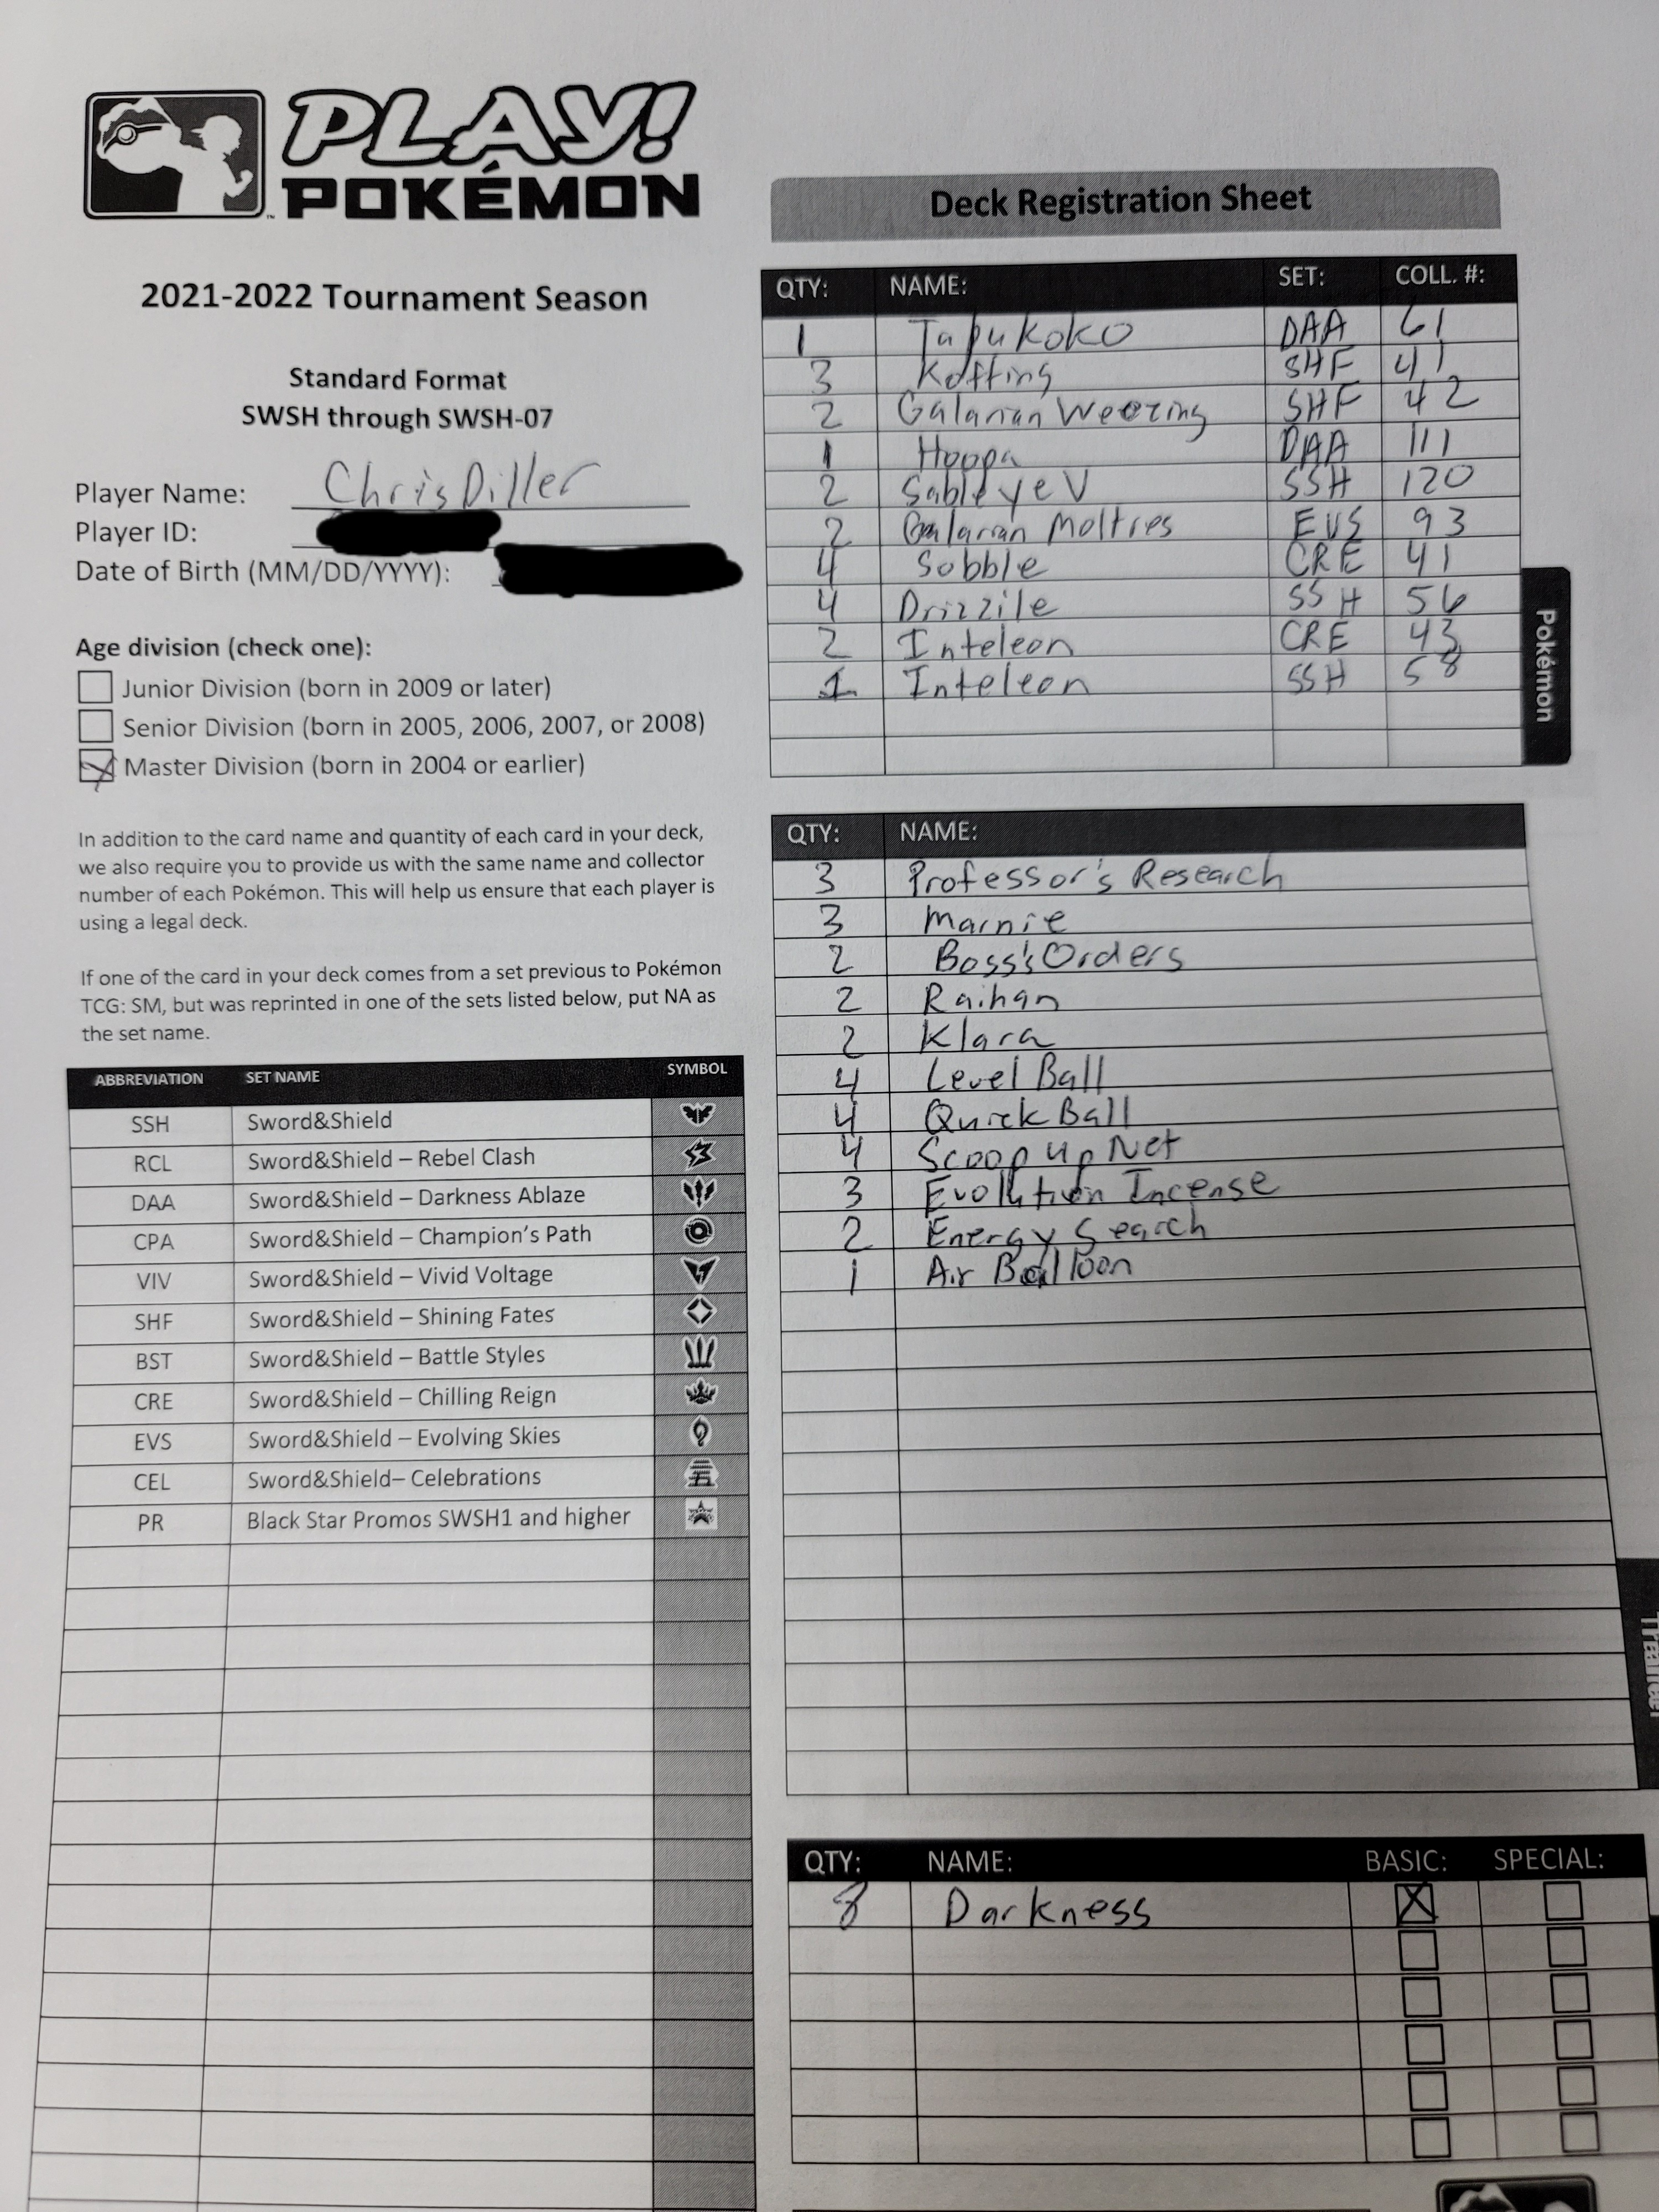 PLAY!
POKÉMON
™
2021-2022 Tournament Season
Standard Format
SWSH through SWSH-07
Player Name: Chris Diller
Player ID:
Date of Birth (MM/DD/YYYY):
Age division (check one):
Junior Division (born in 2009 or later)
Senior Division (born in 2005, 2006, 2007, or 2008)
Master Division (born in 2004 or earlier)
In addition to the card name and quantity of each card in your deck,
we also require you to provide us with the same name and collector
number of each Pokémon. This will help us ensure that each player is
using a legal deck.
If one of the card in your deck comes from a set previous to Pokémon
TCG: SM, but was reprinted in one of the sets listed below, put NA as
the set name.
ABBREVIATION SET NAME SYMBOL
SSH Sword&Shield
RCL Sword&Shield – Rebel Clash
DAA Sword&Shield – Darkness Ablaze
CPA Sword&Shield – Champion's Path
VIV Sword&Shield – Vivid Voltage
SHF Sword&Shield – Shining Fates
BST Sword&Shield – Battle Styles
CRE Sword&Shield – Chilling Reign
EVS Sword&Shield – Evolving Skies
CEL Sword&Shield– Celebrations
PR Black Star Promos SWSH1 and higher
Deck Registration Sheet
QTY: NAME: SET: COLL. #:
1 Tapu Koko DAA 61
3 Koffing SHF 41
2 Galarian Weezing SHF 42
1 Hoopa DAA 111
2 Sableye V SSH 120
2 Galarian Moltres EVS 93
4 Sobble CRE 41
4 Drizzile SSH 56
2 Inteleon CRE 43
1 Inteleon SSH 58
Pokémon
QTY: NAME:
3 Professor's Research
3 Marnie
2 Boss's Orders
2 Raihan
2 Klara
4 Level Ball
4 Quick Ball
4 Scoop Up Net
3 Evolution Incense
2 Energy Search
1 Air Balloon
Trainer
QTY: NAME: BASIC: SPECIAL:
8 Darkness